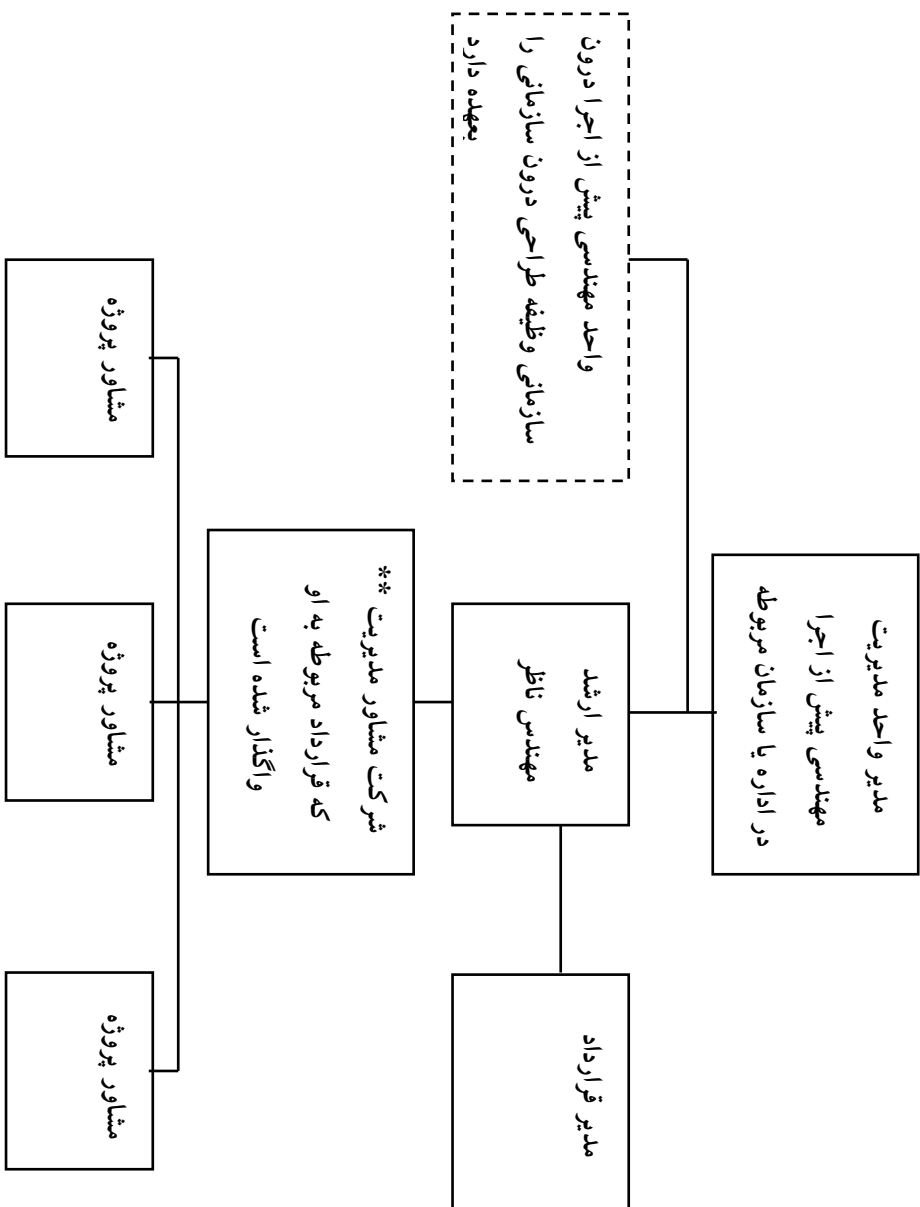 مدیر واحد مدیریت
مهندسی پیش از اجرا
در اداره یا سازمان مربوطه
واحد مهندسی پیش از اجرا درون
سازمانی وظیفه طراحی درون سازمانی را
بعهده دارد
مدیر ارشد
مهندس ناظر
مدیر قرارداد
شرکت مشاور مدیریت **
که قرارداد مربوطه به او
واگذار شده است
مشاور پروژه
مشاور پروژه
مشاور پروژه